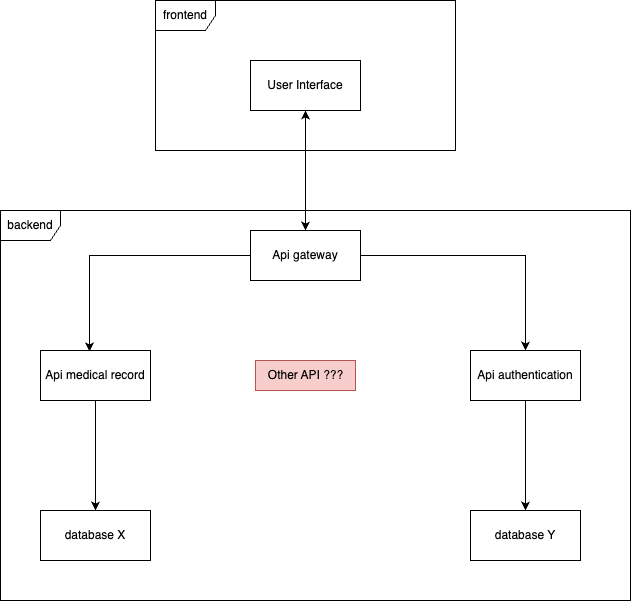 frontend
User Interface
backend
Api gateway
Api medical record
Other API ???
Api authentication
database X
database Y